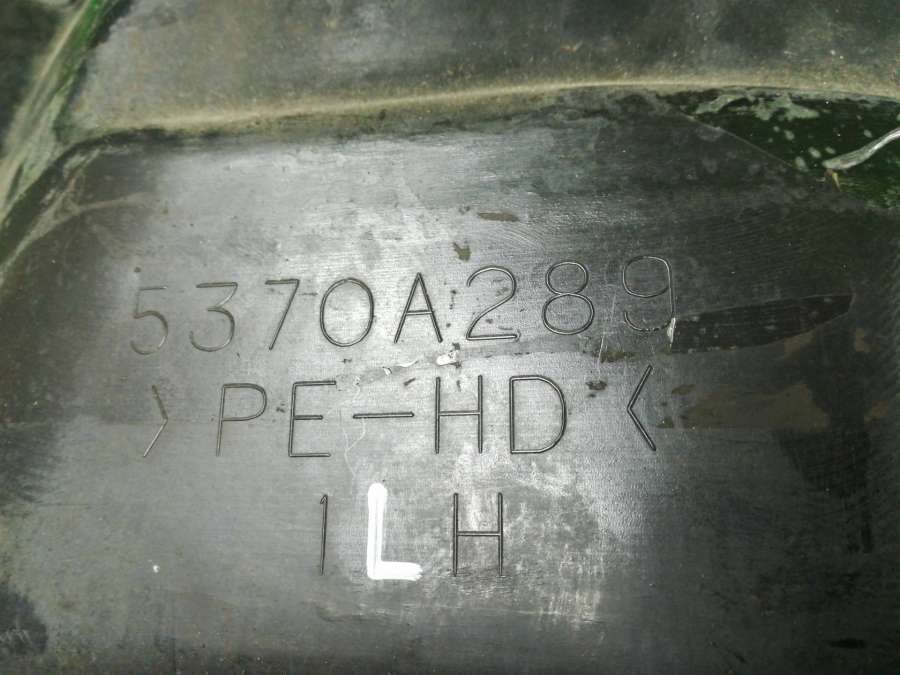 5370A289
>PE-HD<
1LH